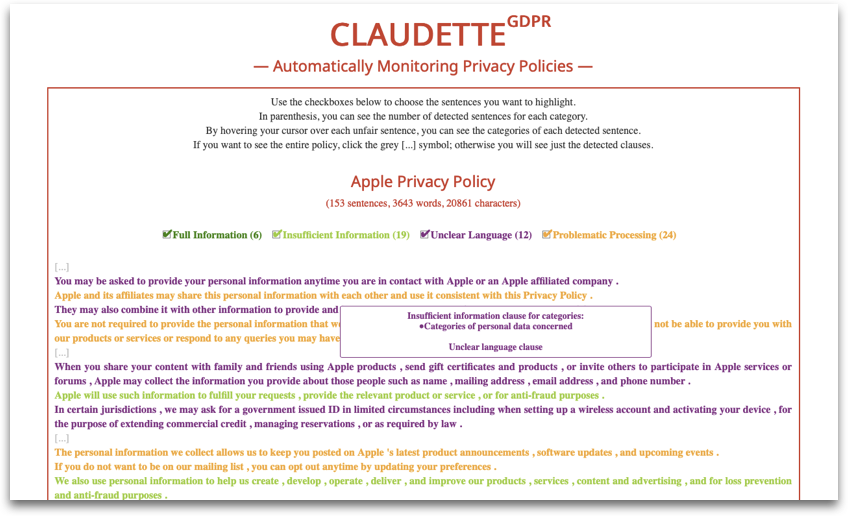 CLAUDETTE GDPR
— Automatically Monitoring Privacy Policies —
Use the checkboxes below to choose the sentences you want to highlight.
In parenthesis, you can see the number of detected sentences for each category.
By hovering your cursor over each unfair sentence, you can see the categories of each detected sentence.
If you want to see the entire policy, click the grey [...] symbol; otherwise you will see just the detected clauses.
Apple Privacy Policy
(153 sentences, 3643 words, 20861 characters)
Full Information (6) Insufficient Information (19) Unclear Language (12) Problematic Processing (24)
[...]
You may be asked to provide your personal information anytime you are in contact with Apple or an Apple affiliated company .
Apple and its affiliates may share this personal information with each other and use it consistent with this Privacy Policy .
They may also combine it with other information to provide and
You are not required to provide the personal information that we not be able to provide you with
our products or services or respond to any queries you may have
Insufficient information clause for categories:
•Categories of personal data concerned
Unclear language clause
[...]
When you share your content with family and friends using Apple products , send gift certificates and products , or invite others to participate in Apple services or
forums , Apple may collect the information you provide about those people such as name , mailing address , email address , and phone number .
Apple will use such information to fulfill your requests , provide the relevant product or service , or for anti-fraud purposes .
In certain jurisdictions , we may ask for a government issued ID in limited circumstances including when setting up a wireless account and activating your device , for
the purpose of extending commercial credit , managing reservations , or as required by law .
[...]
The personal information we collect allows us to keep you posted on Apple 's latest product announcements , software updates , and upcoming events .
If you do not want to be on our mailing list , you can opt out anytime by updating your preferences .
We also use personal information to help us create , develop , operate , deliver , and improve our products , services , content and advertising , and for loss prevention
and anti-fraud purposes .